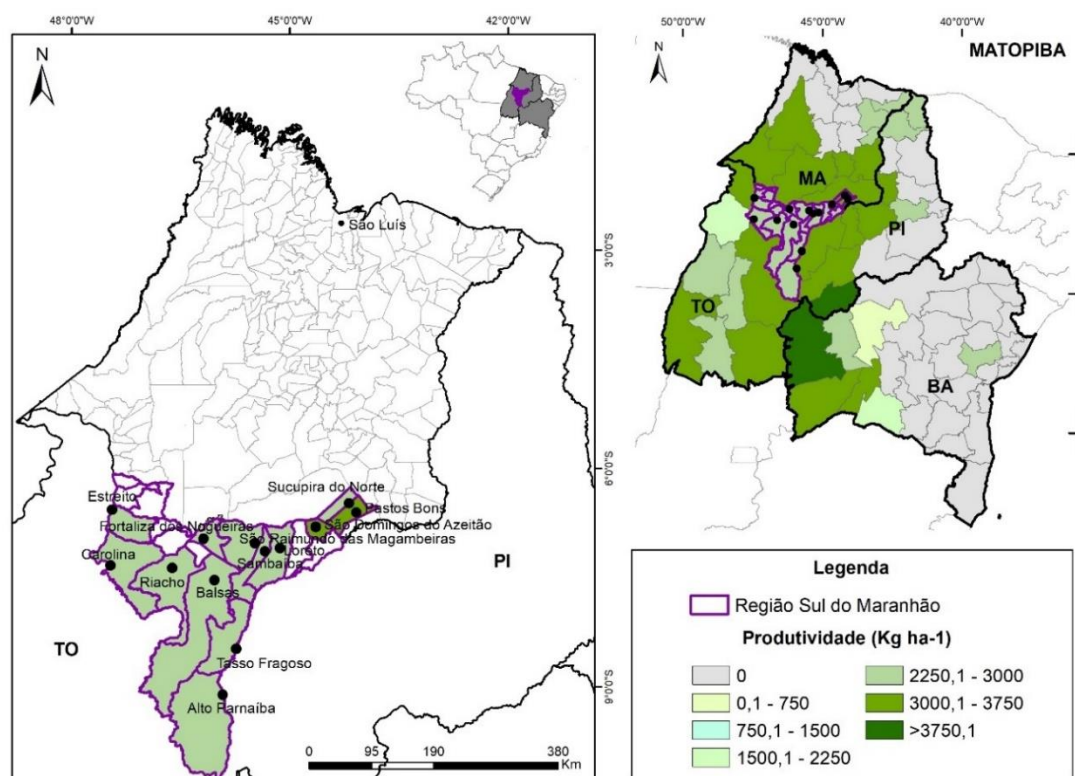 48°0'0"W
45°0'0"W
42°0'0"W
N
São Luís
3°0'0"S
6°0'0"S
9°0'0"S
Sucupira do Norte
Estreito
Pastos Bons
São Domingos do Azeitão
Fortaliza dos Nogueiras
São Raimundo das Magambeiras
Loreto
Carolina
Sambaíba
Riacho
Balsas
PI
TO
Tasso Fragoso
Alto Parnaíba
0 95 190 380
Km
50°0'0"W
45°0'0"W
40°0'0"W
N
MATOPIBA
MA
PI
TO
BA
Legenda
Região Sul do Maranhão
Produtividade (Kg ha-1)
0
0,1 - 750
750,1 - 1500
1500,1 - 2250
2250,1 - 3000
3000,1 - 3750
>3750,1